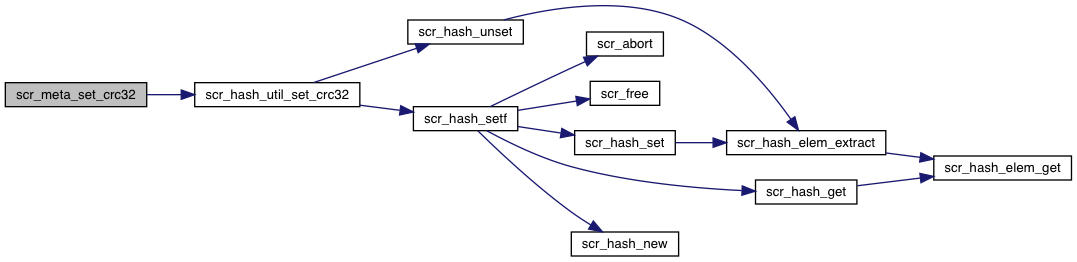 scr_meta_set_crc32
scr_hash_util_set_crc32
scr_hash_unset
scr_hash_setf
scr_abort
scr_free
scr_hash_set
scr_hash_elem_extract
scr_hash_get
scr_hash_new
scr_hash_elem_get